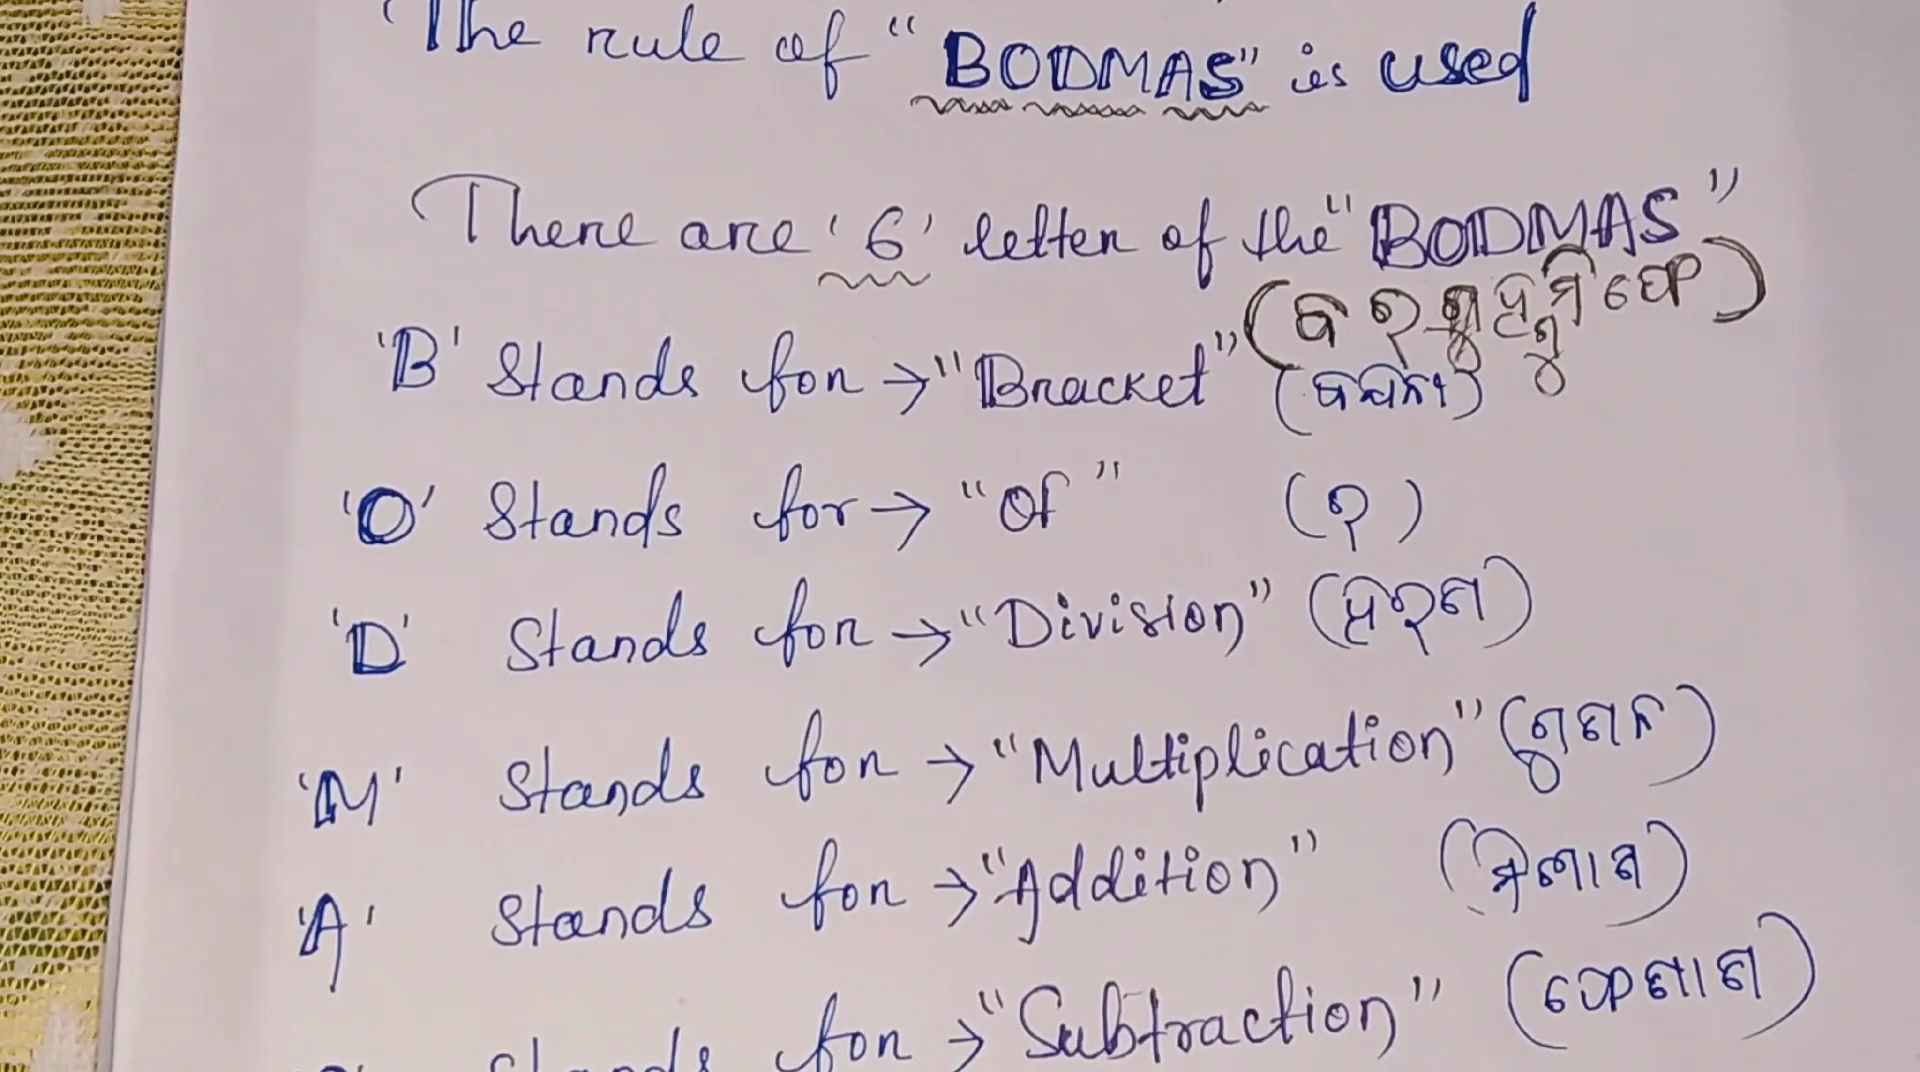 The rule of "BODMAS" is used
There are '6' letter of the "BODMAS"
'B' Stands for → "Bracket" (ବନ୍ଧନୀ)
'O' Stands for → "Of" (ର)
'D' Stands for → "Division" (ହରଣ)
'M' Stands for → "Multiplication" (ଗୁଣନ)
'A' Stands for → "Addition" (ମିଶାଣ)
Stands for → "Subtraction" (ଫେଣାଣ)